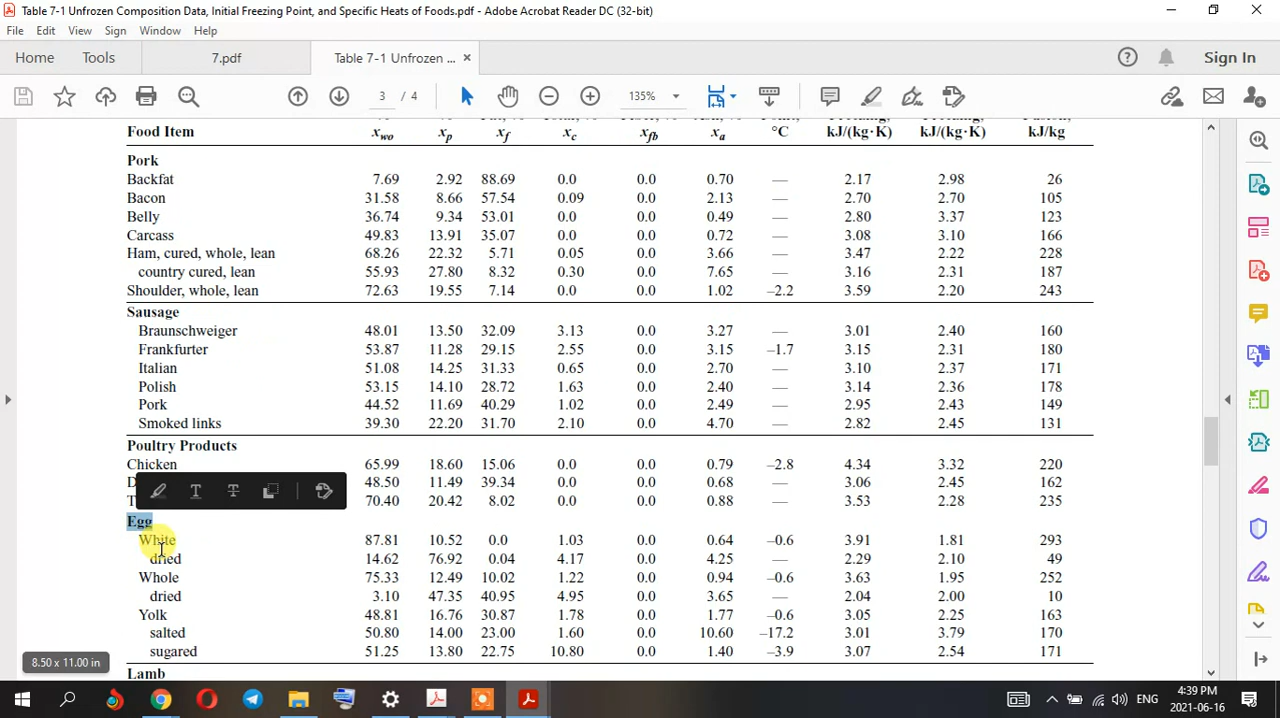 Table 7-1 Unfrozen Composition Data, Initial Freezing Point, and Specific Heats of Foods.pdf - Adobe Acrobat Reader DC (32-bit)
File Edit View Sign Window Help
Home Tools 7.pdf Table 7-1 Unfrozen ... × Sign In
3 / 4 135%
Food Item xwo xp xf xc xfb xa °C kJ/(kg·K) kJ/(kg·K) kJ/kg
Pork
Backfat 7.69 2.92 88.69 0.0 0.0 0.70 — 2.17 2.98 26
Bacon 31.58 8.66 57.54 0.09 0.0 2.13 — 2.70 2.70 105
Belly 36.74 9.34 53.01 0.0 0.0 0.49 — 2.80 3.37 123
Carcass 49.83 13.91 35.07 0.0 0.0 0.72 — 3.08 3.10 166
Ham, cured, whole, lean 68.26 22.32 5.71 0.05 0.0 3.66 — 3.47 2.22 228
country cured, lean 55.93 27.80 8.32 0.30 0.0 7.65 — 3.16 2.31 187
Shoulder, whole, lean 72.63 19.55 7.14 0.0 0.0 1.02 –2.2 3.59 2.20 243
Sausage
Braunschweiger 48.01 13.50 32.09 3.13 0.0 3.27 — 3.01 2.40 160
Frankfurter 53.87 11.28 29.15 2.55 0.0 3.15 –1.7 3.15 2.31 180
Italian 51.08 14.25 31.33 0.65 0.0 2.70 — 3.10 2.37 171
Polish 53.15 14.10 28.72 1.63 0.0 2.40 — 3.14 2.36 178
Pork 44.52 11.69 40.29 1.02 0.0 2.49 — 2.95 2.43 149
Smoked links 39.30 22.20 31.70 2.10 0.0 4.70 — 2.82 2.45 131
Poultry Products
Chicken 65.99 18.60 15.06 0.0 0.0 0.79 –2.8 4.34 3.32 220
D 48.50 11.49 39.34 0.0 0.0 0.68 — 3.06 2.45 162
T 70.40 20.42 8.02 0.0 0.0 0.88 — 3.53 2.28 235
Egg
White 87.81 10.52 0.0 1.03 0.0 0.64 –0.6 3.91 1.81 293
dried 14.62 76.92 0.04 4.17 0.0 4.25 — 2.29 2.10 49
Whole 75.33 12.49 10.02 1.22 0.0 0.94 –0.6 3.63 1.95 252
dried 3.10 47.35 40.95 4.95 0.0 3.65 — 2.04 2.00 10
Yolk 48.81 16.76 30.87 1.78 0.0 1.77 –0.6 3.05 2.25 163
salted 50.80 14.00 23.00 1.60 0.0 10.60 –17.2 3.01 3.79 170
sugared 51.25 13.80 22.75 10.80 0.0 1.40 –3.9 3.07 2.54 171
Lamb
8.50 x 11.00 in
ENG 4:39 PM
2021-06-16